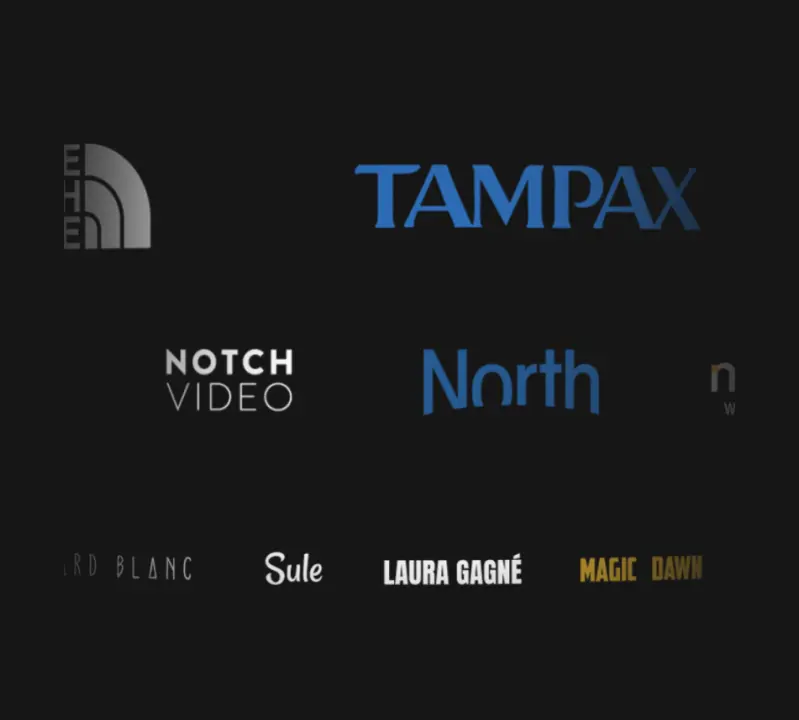 TAMPAX
NOTCH
VIDEO
North
BLANC
Sule
LAURA GAGNÉ
MAGIC DAWN